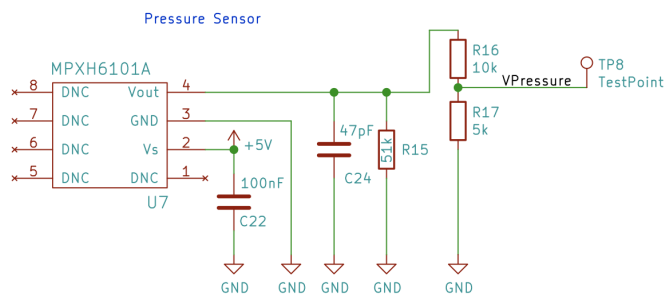 Pressure Sensor
MPXH6101A
8 DNC Vout 4
7 DNC GND 3
6 DNC Vs 2
5 DNC DNC 1
U7
+5V
100nF
C22
47pF
C24
51k
R15
R16
10k
VPressure
TP8
TestPoint
R17
5k
GND GND GND GND GND